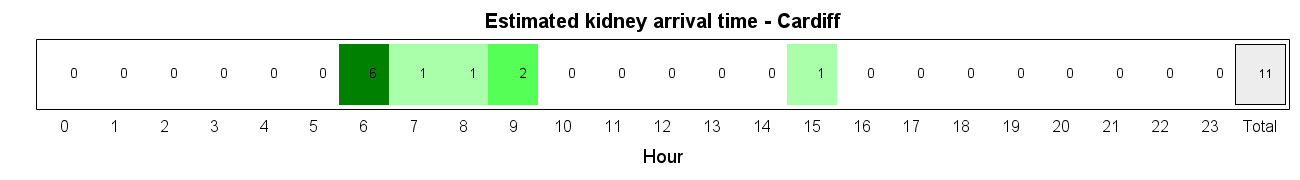 Estimated kidney arrival time - Cardiff
0 0 0 0 0 0 6 1 1 2 0 0 0 0 0 1 0 0 0 0 0 0 0 0 11
0 1 2 3 4 5 6 7 8 9 10 11 12 13 14 15 16 17 18 19 20 21 22 23 Total
Hour